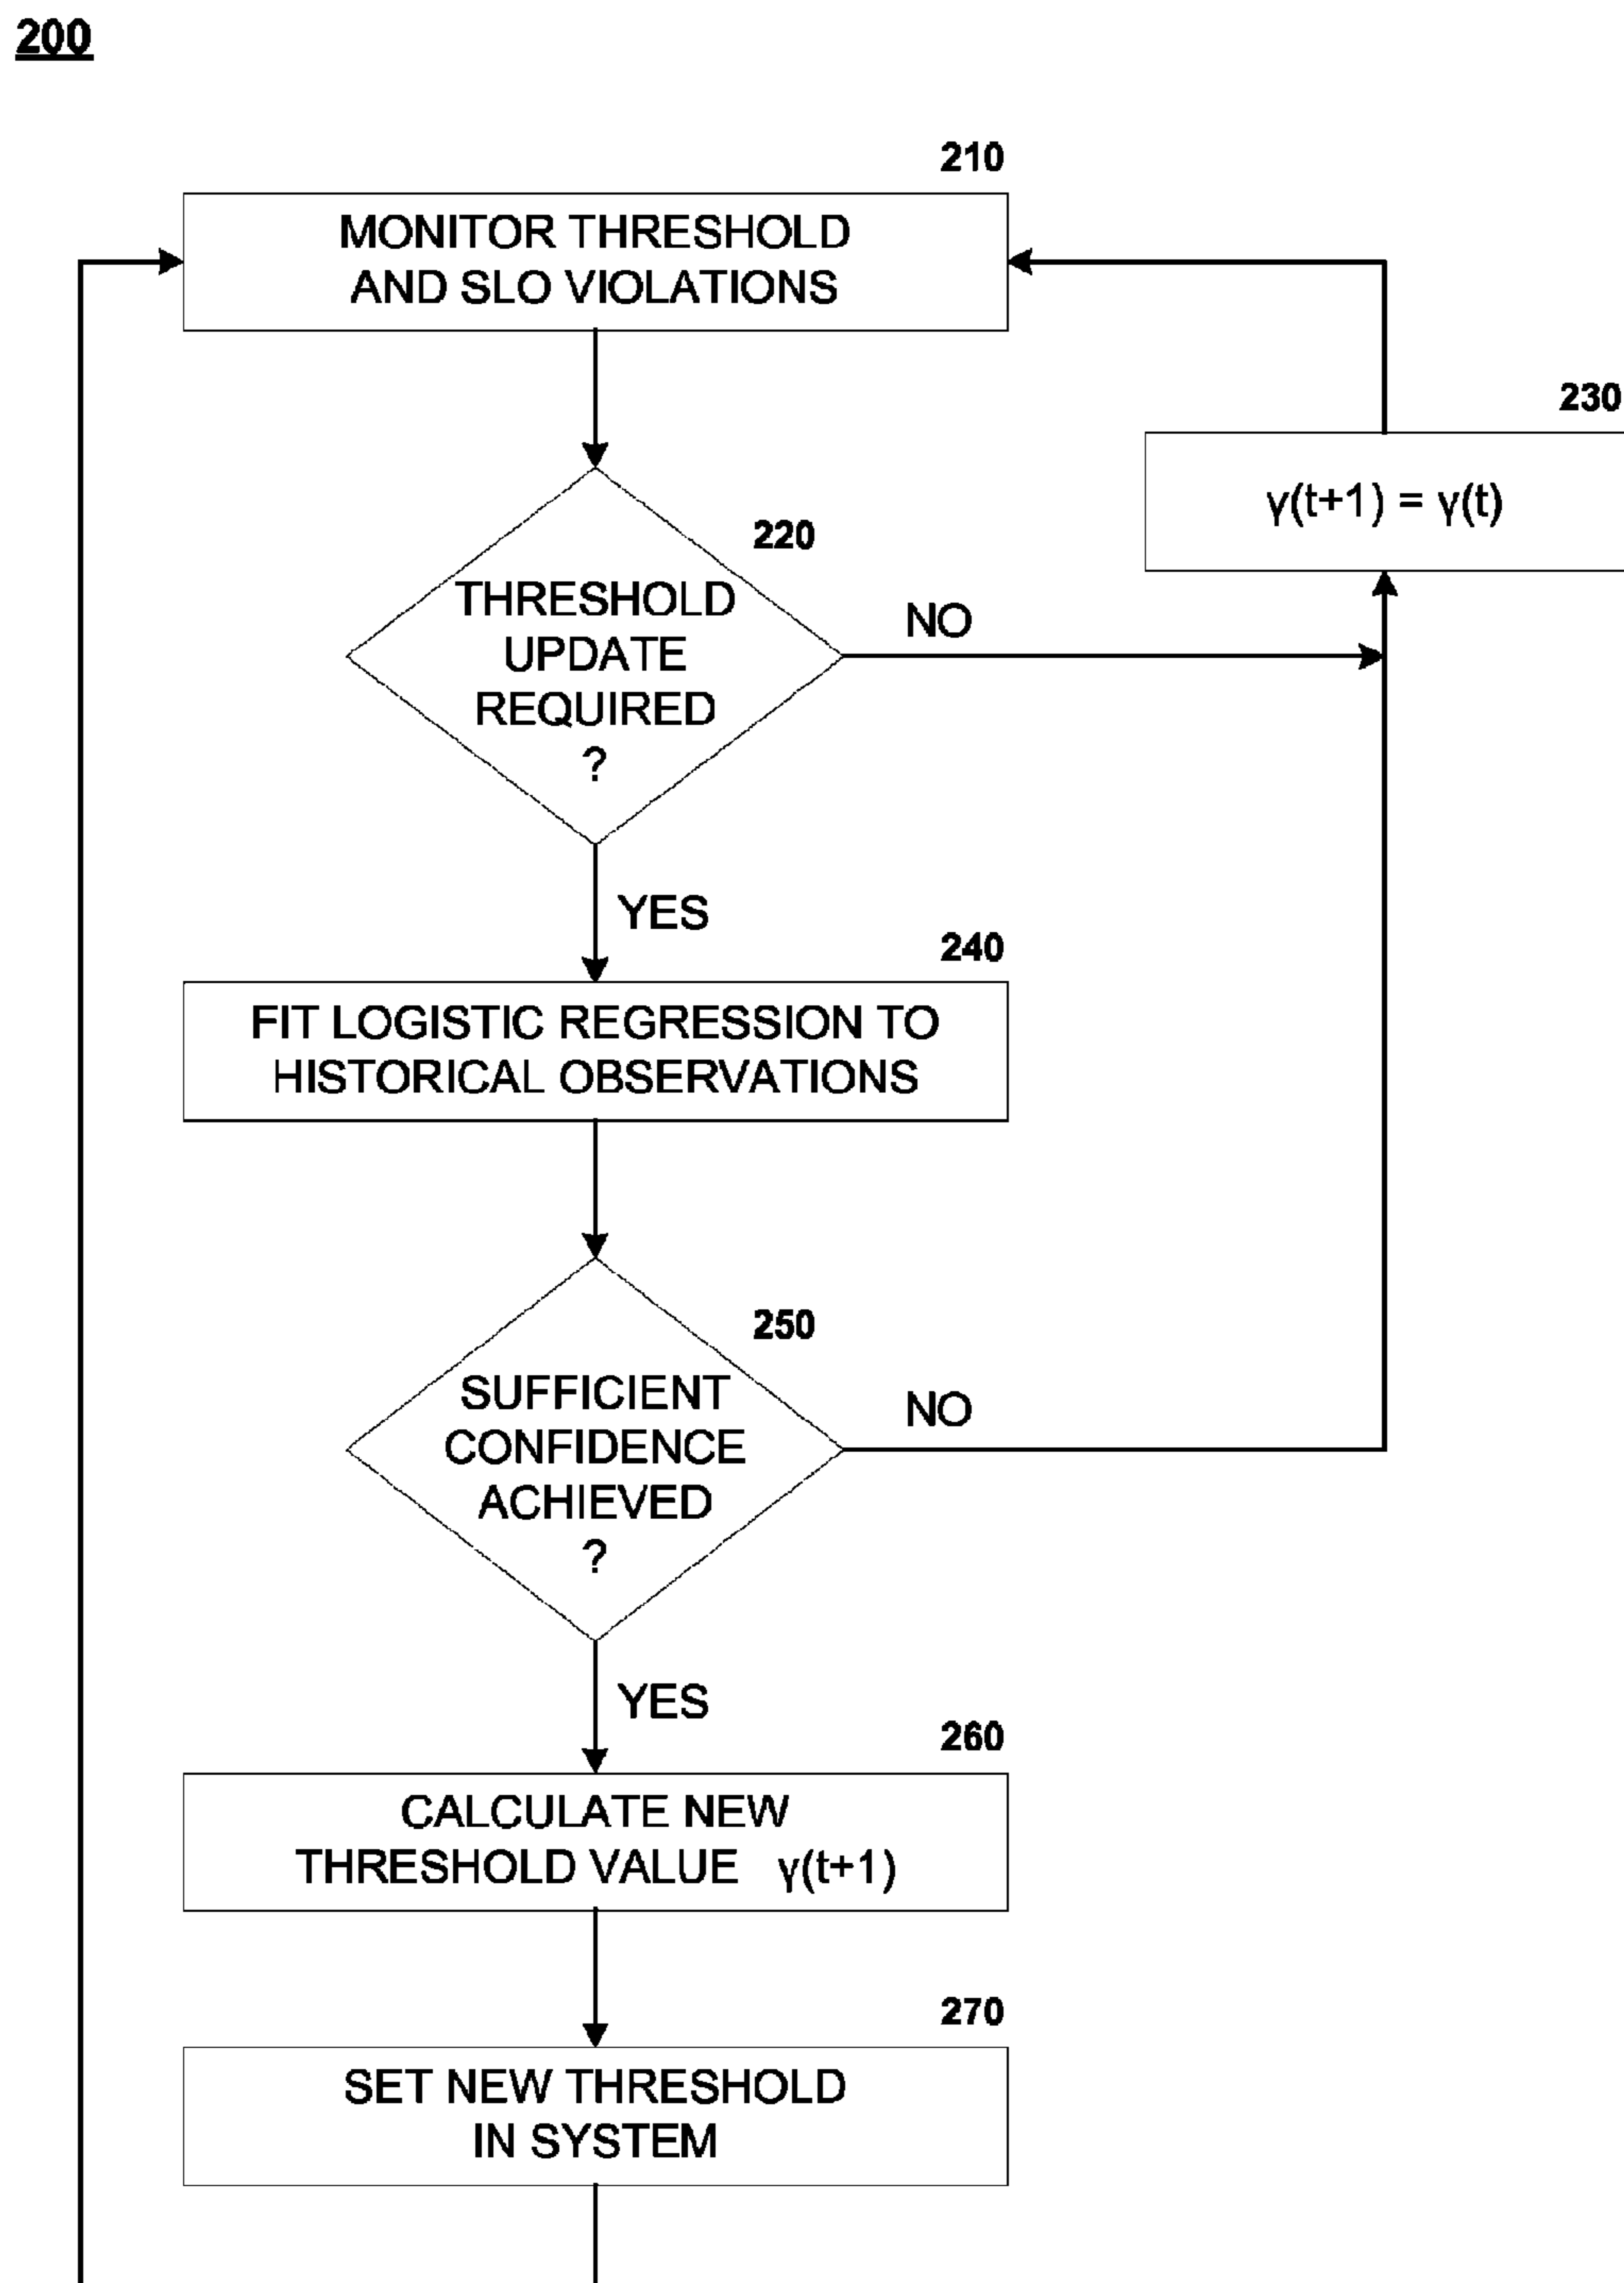 200
210
MONITOR THRESHOLD
AND SLO VIOLATIONS
230
γ(t+1) = γ(t)
220
THRESHOLD
UPDATE
REQUIRED
?
NO
YES
240
FIT LOGISTIC REGRESSION TO
HISTORICAL OBSERVATIONS
250
SUFFICIENT
CONFIDENCE
ACHIEVED
?
NO
YES
260
CALCULATE NEW
THRESHOLD VALUE γ(t+1)
270
SET NEW THRESHOLD
IN SYSTEM